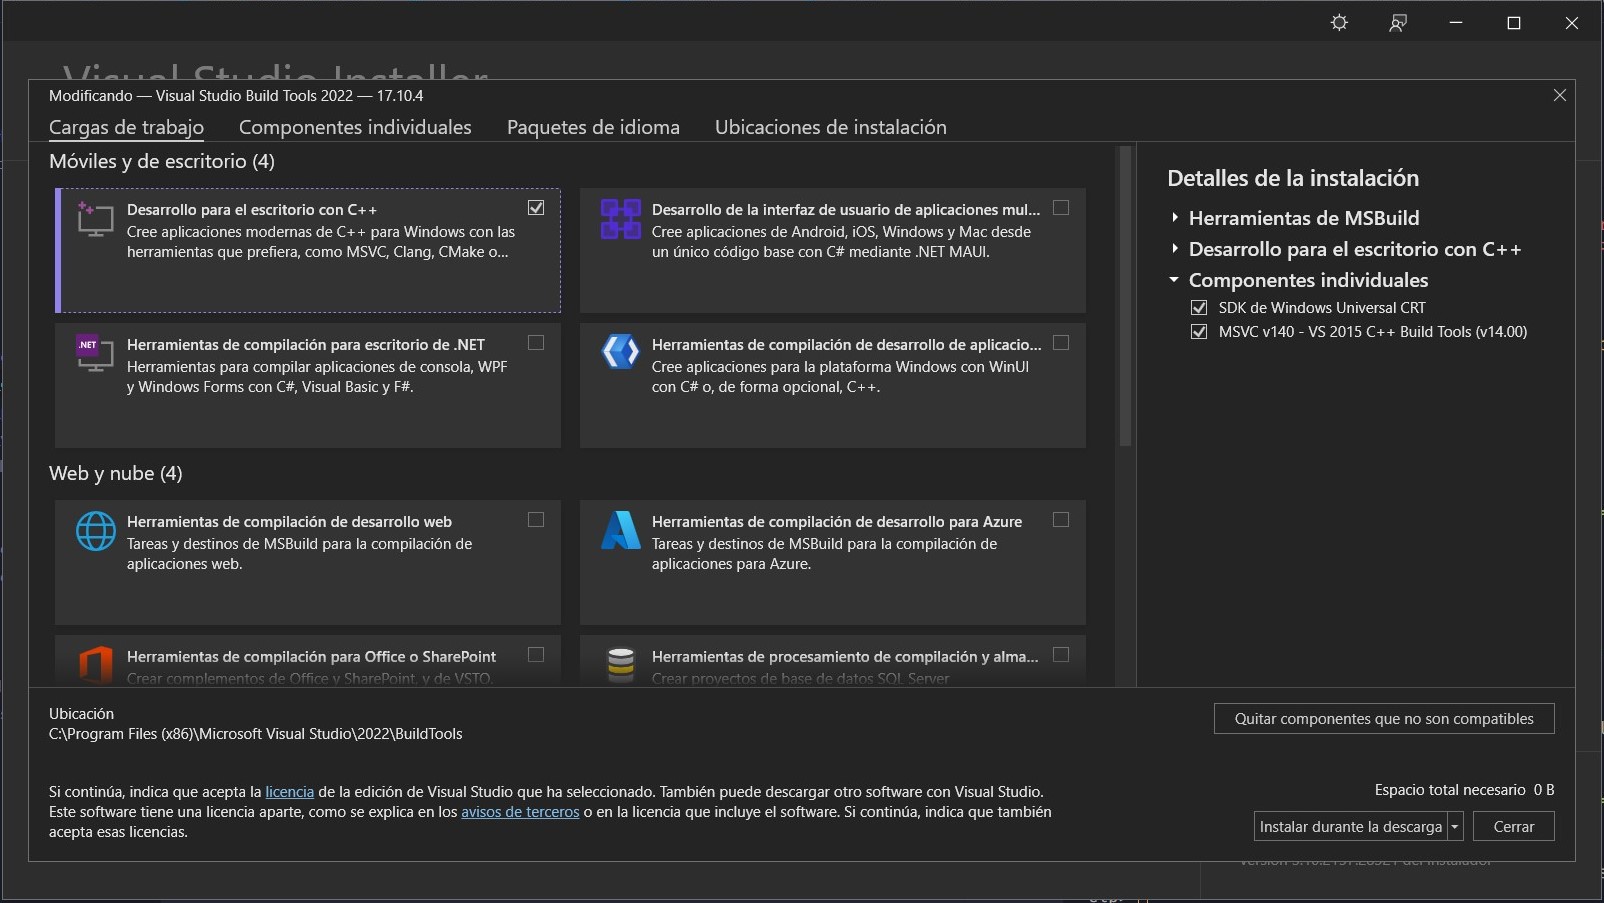 Visual Studio Installer
Modificando — Visual Studio Build Tools 2022 — 17.10.4
Cargas de trabajo
Componentes individuales
Paquetes de idioma
Ubicaciones de instalación
Móviles y de escritorio (4)
Desarrollo para el escritorio con C++
Cree aplicaciones modernas de C++ para Windows con las
herramientas que prefiera, como MSVC, Clang, CMake o...
Desarrollo de la interfaz de usuario de aplicaciones mul...
Cree aplicaciones de Android, iOS, Windows y Mac desde
un único código base con C# mediante .NET MAUI.
.NET
Herramientas de compilación para escritorio de .NET
Herramientas para compilar aplicaciones de consola, WPF
y Windows Forms con C#, Visual Basic y F#.
Herramientas de compilación de desarrollo de aplicacio...
Cree aplicaciones para la plataforma Windows con WinUI
con C# o, de forma opcional, C++.
Web y nube (4)
Herramientas de compilación de desarrollo web
Tareas y destinos de MSBuild para la compilación de
aplicaciones web.
Herramientas de compilación de desarrollo para Azure
Tareas y destinos de MSBuild para la compilación de
aplicaciones para Azure.
Herramientas de compilación para Office o SharePoint
Crear complementos de Office y SharePoint, y de VSTO.
Herramientas de procesamiento de compilación y alma...
Crear proyectos de base de datos SQL Server
Detalles de la instalación
Herramientas de MSBuild
Desarrollo para el escritorio con C++
Componentes individuales
SDK de Windows Universal CRT
MSVC v140 - VS 2015 C++ Build Tools (v14.00)
Ubicación
C:\Program Files (x86)\Microsoft Visual Studio\2022\BuildTools
Quitar componentes que no son compatibles
Si continúa, indica que acepta la licencia de la edición de Visual Studio que ha seleccionado. También puede descargar otro software con Visual Studio.
Este software tiene una licencia aparte, como se explica en los avisos de terceros o en la licencia que incluye el software. Si continúa, indica que también
acepta esas licencias.
Espacio total necesario 0 B
Instalar durante la descarga
Cerrar
del instalador